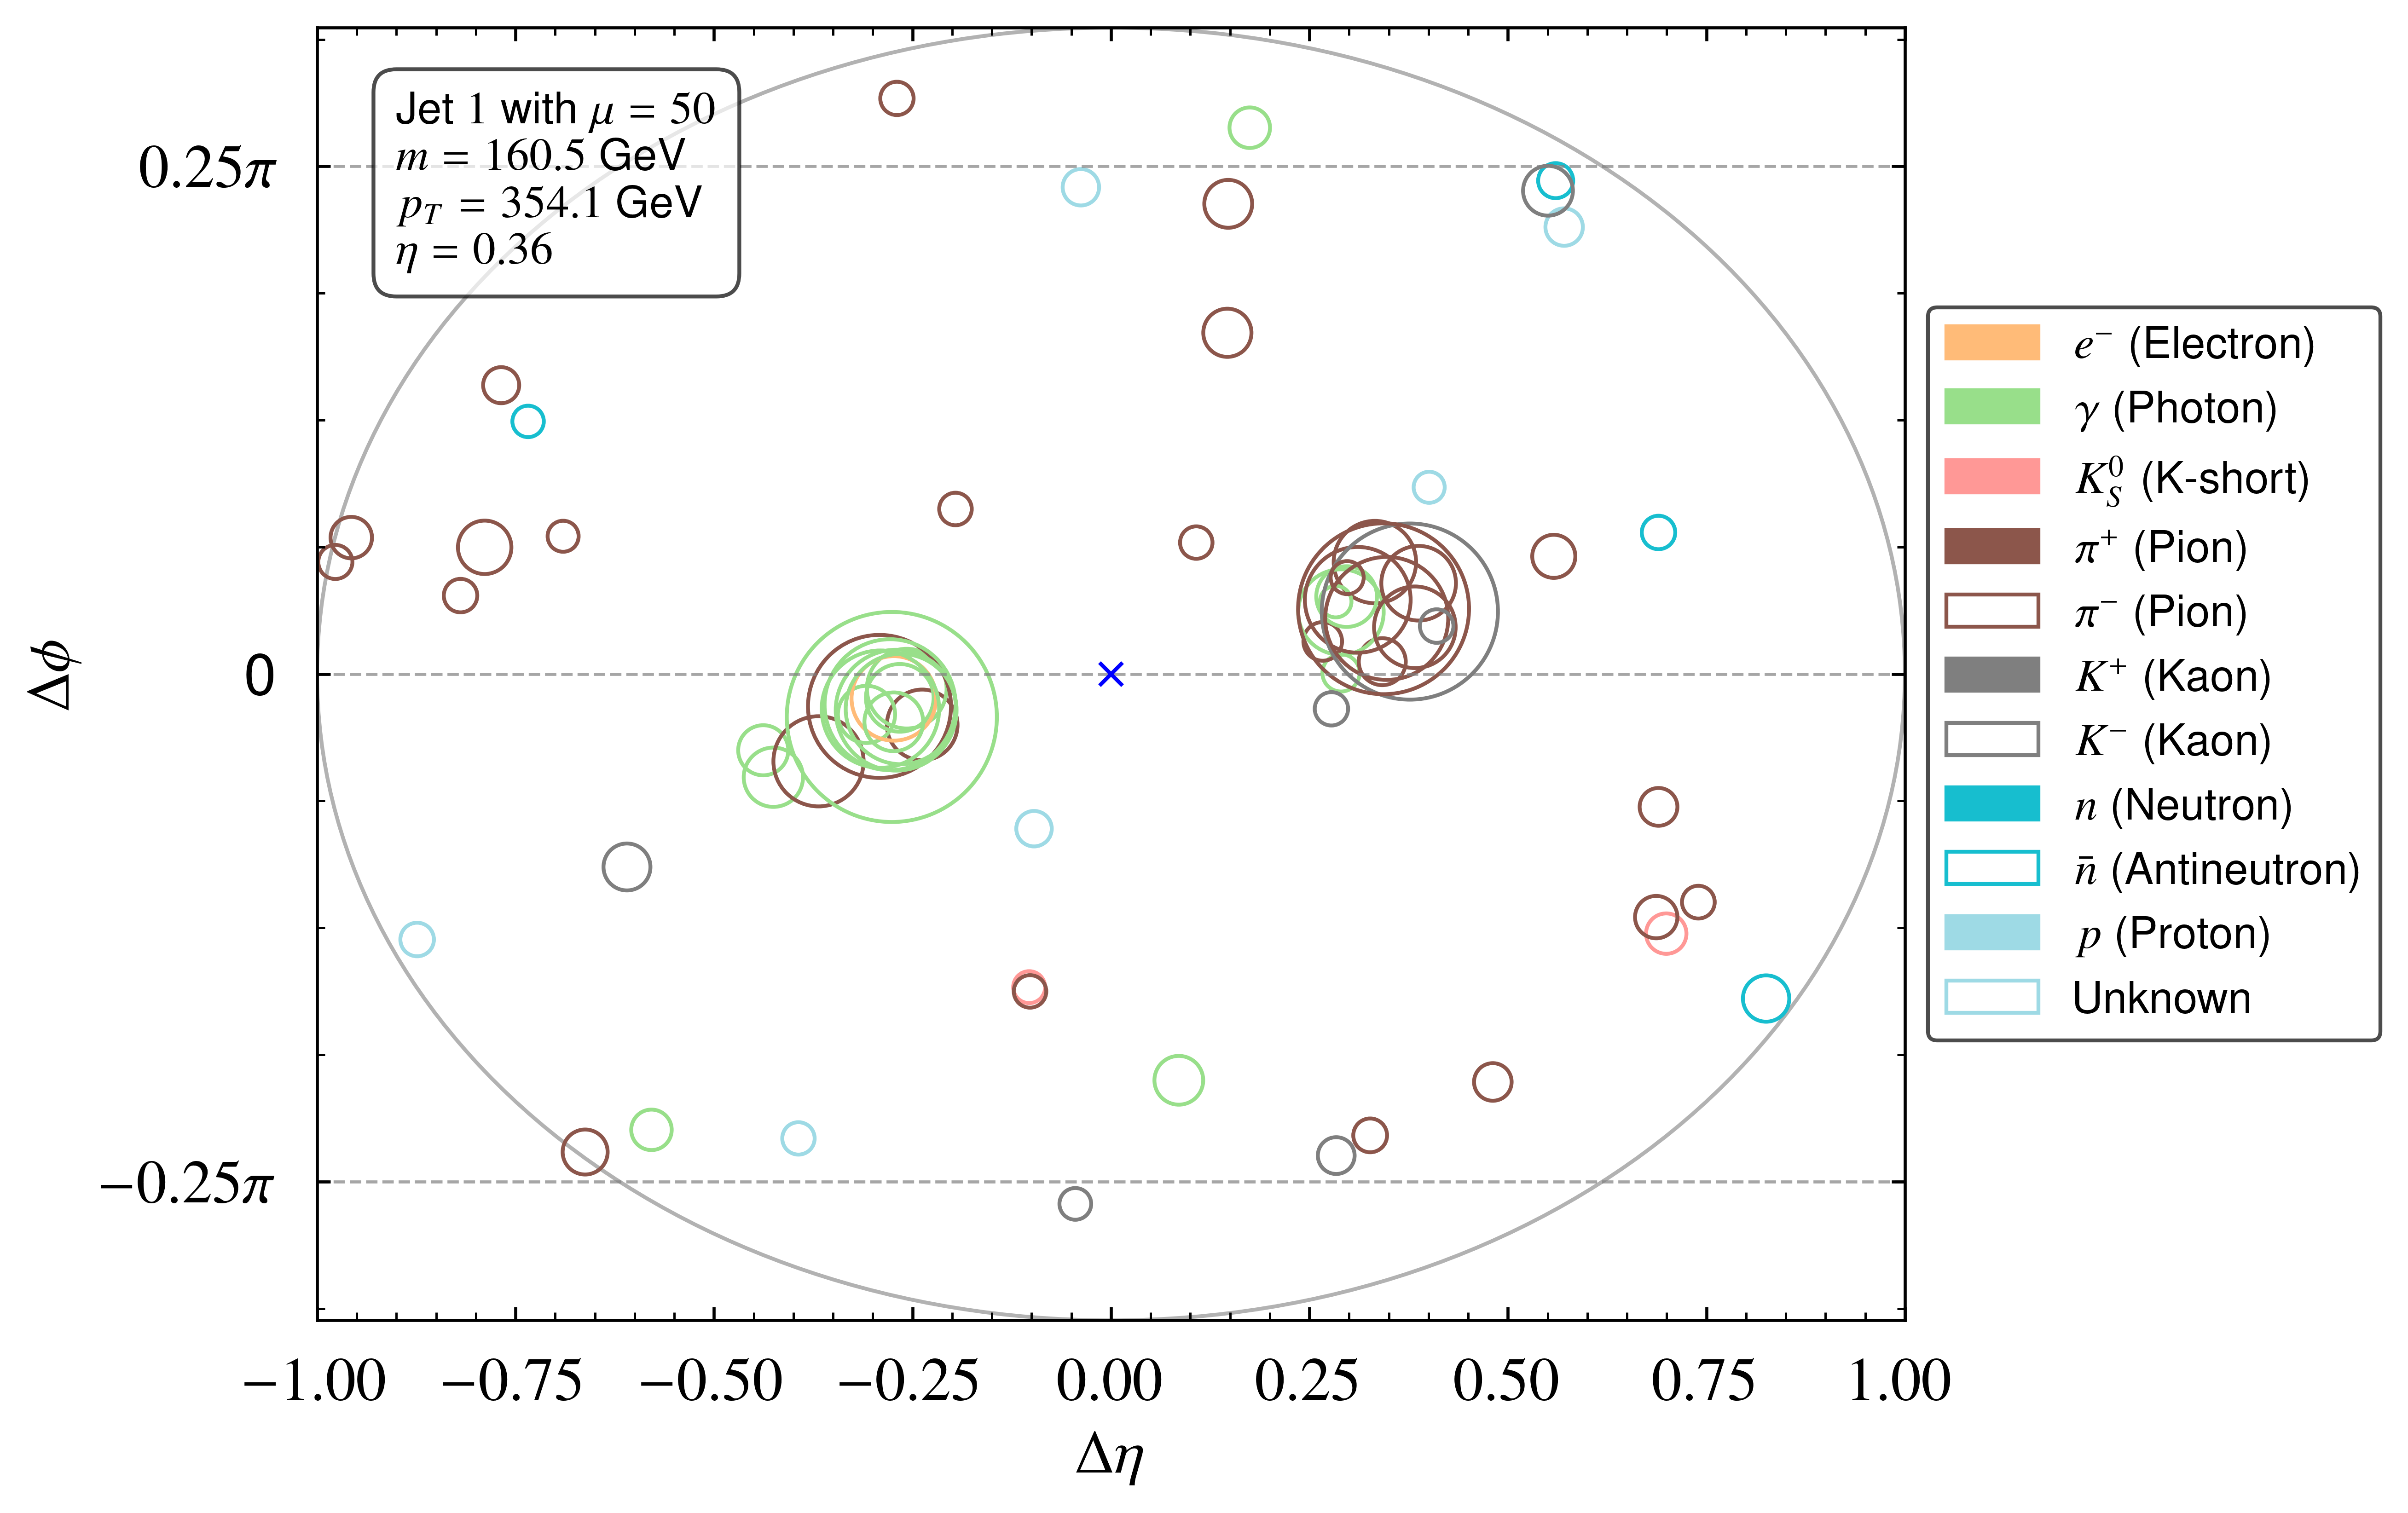 Jet 1 with μ = 50
m = 160.5 GeV
p_T = 354.1 GeV
η = 0.36
0.25π
0
−0.25π
Δϕ
−1.00 −0.75 −0.50 −0.25 0.00 0.25 0.50 0.75 1.00
Δη
e⁻ (Electron)
γ (Photon)
K_S^0 (K-short)
π⁺ (Pion)
π⁻ (Pion)
K⁺ (Kaon)
K⁻ (Kaon)
n (Neutron)
n̄ (Antineutron)
p (Proton)
Unknown